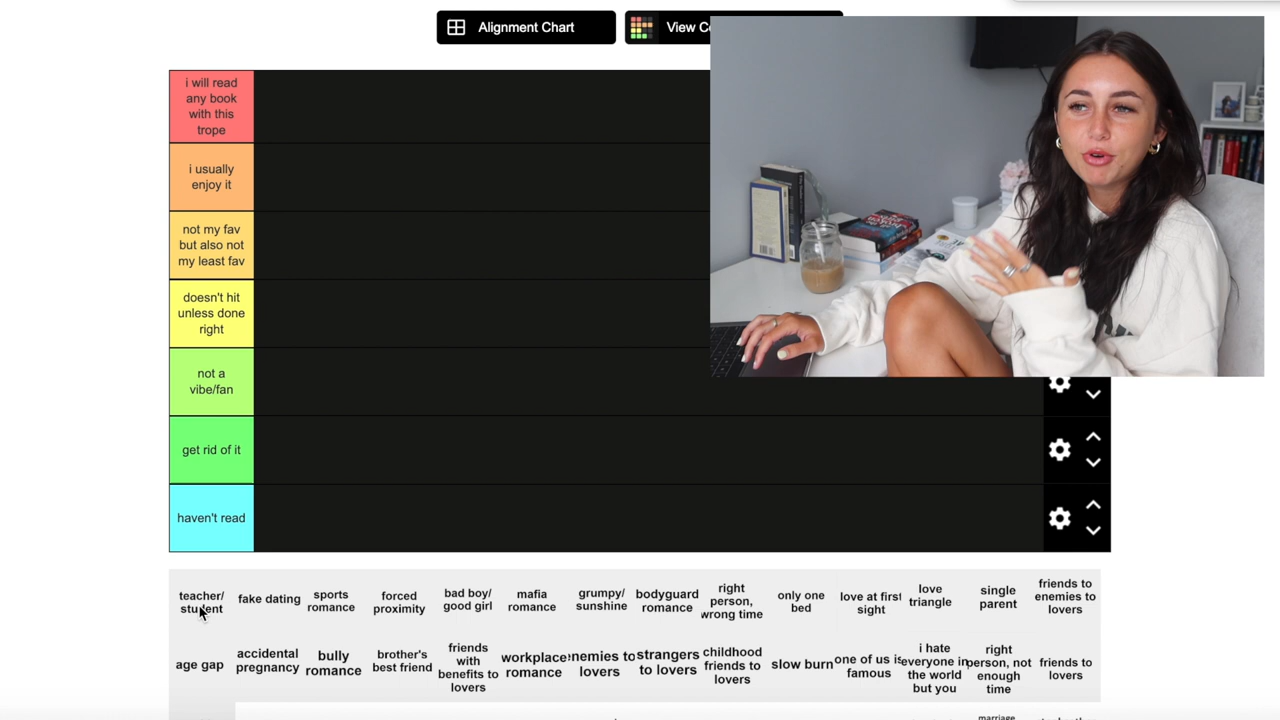 Alignment Chart
View
i will read
any book
with this
trope
i usually
enjoy it
not my fav
but also not
my least fav
doesn't hit
unless done
right
not a
vibe/fan
get rid of it
haven't read
teacher/
student
fake dating
sports
romance
forced
proximity
bad boy/
good girl
mafia
romance
grumpy/
sunshine
bodyguard
romance
right
person,
wrong time
only one
bed
love at first
sight
love
triangle
single
parent
friends to
enemies to
lovers
age gap
accidental
pregnancy
bully
romance
brother's
best friend
friends
with
benefits to
lovers
workplace
romance
enemies to
lovers
strangers
to lovers
childhood
friends to
lovers
slow burn
one of us is
famous
i hate
everyone in
the world
but you
right
person, not
enough
time
friends to
lovers
marriage